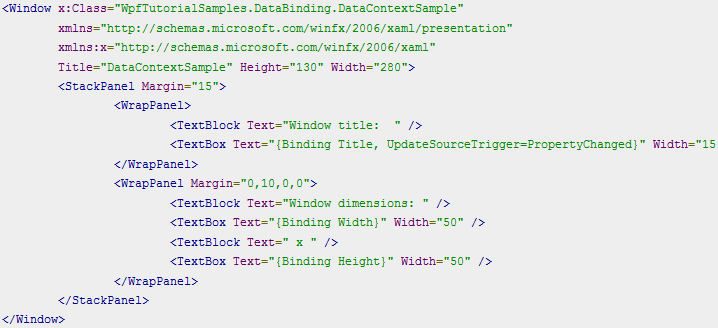 <Window x:Class="WpfTutorialSamples.DataBinding.DataContextSample"
xmlns="http://schemas.microsoft.com/winfx/2006/xaml/presentation"
xmlns:x="http://schemas.microsoft.com/winfx/2006/xaml"
Title="DataContextSample" Height="130" Width="280">
<StackPanel Margin="15">
<WrapPanel>
<TextBlock Text="Window title:  " />
<TextBox Text="{Binding Title, UpdateSourceTrigger=PropertyChanged}" Width="15
</WrapPanel>
<WrapPanel Margin="0,10,0,0">
<TextBlock Text="Window dimensions: " />
<TextBox Text="{Binding Width}" Width="50" />
<TextBlock Text=" x " />
<TextBox Text="{Binding Height}" Width="50" />
</WrapPanel>
</StackPanel>
</Window>